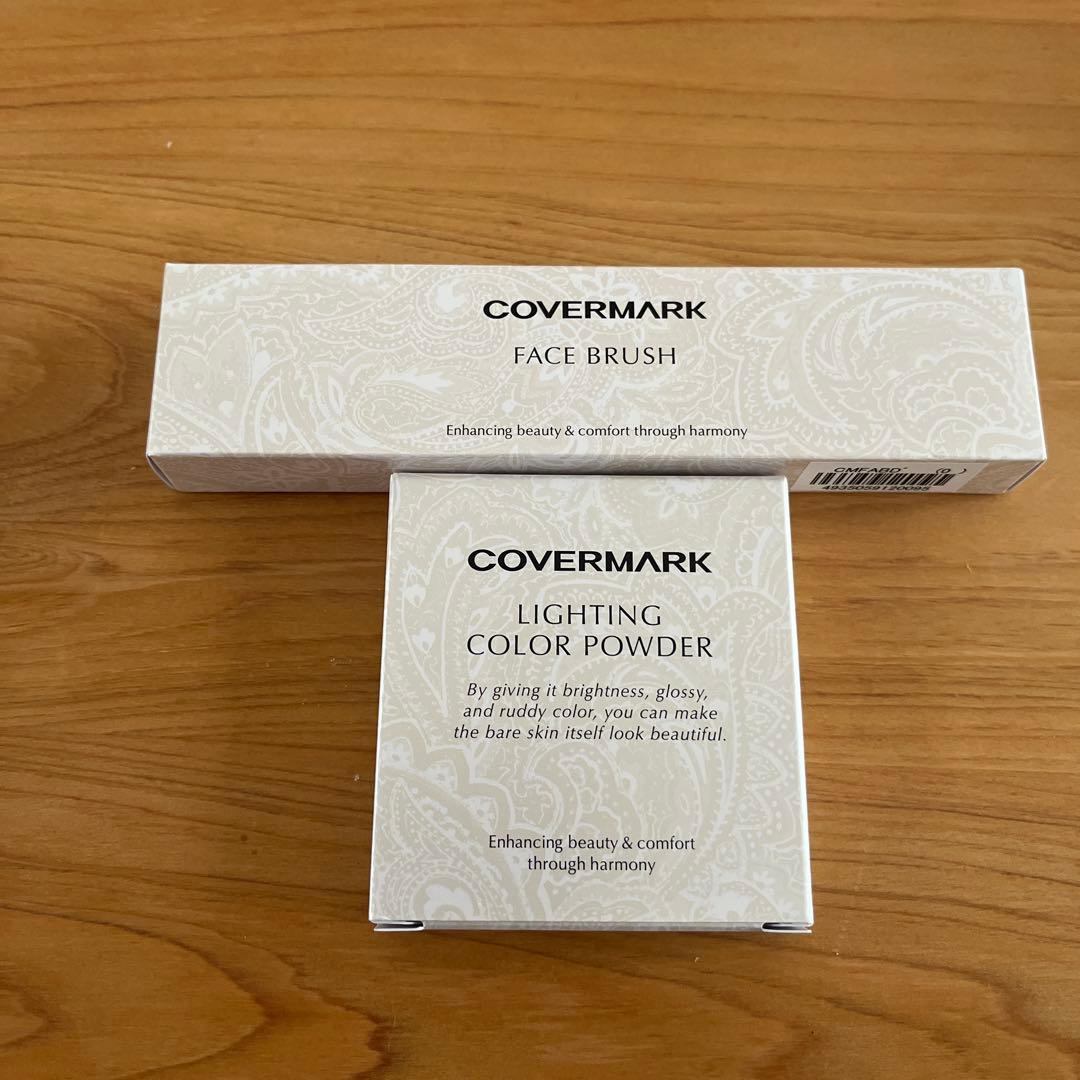 COVERMARK
FACE BRUSH
Enhancing beauty & comfort through harmony
4935059120095
COVERMARK
LIGHTING
COLOR POWDER
By giving it brightness, glossy,
and ruddy color, you can make
the bare skin itself look beautiful.
Enhancing beauty & comfort
through harmony